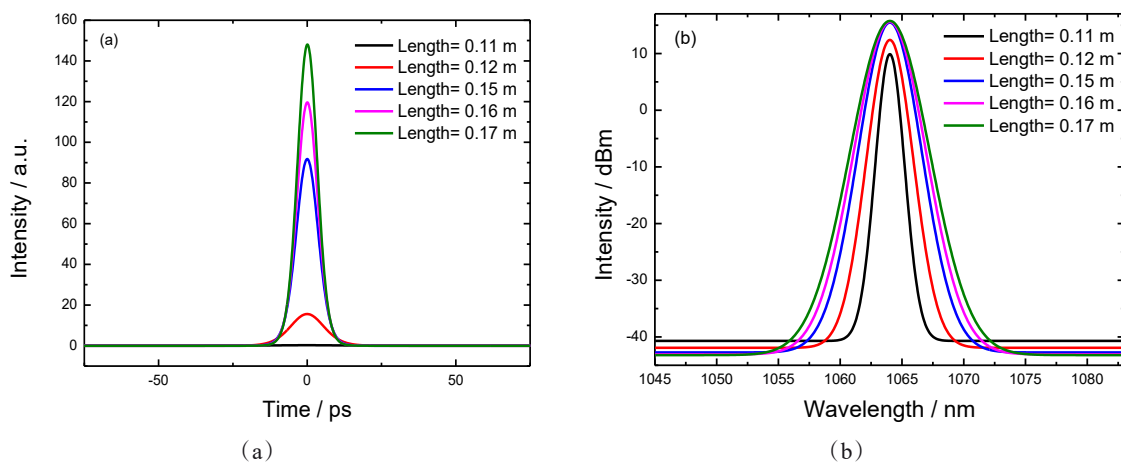 (a)
160
140
120
100
80
60
40
20
0
Intensity / a.u.
Length= 0.11 m
Length= 0.12 m
Length= 0.15 m
Length= 0.16 m
Length= 0.17 m
-50
0
50
Time / ps
（a）
(b)
10
0
-10
-20
-30
-40
Intensity / dBm
Length= 0.11 m
Length= 0.12 m
Length= 0.15 m
Length= 0.16 m
Length= 0.17 m
1045
1050
1055
1060
1065
1070
1075
1080
Wavelength / nm
（b）